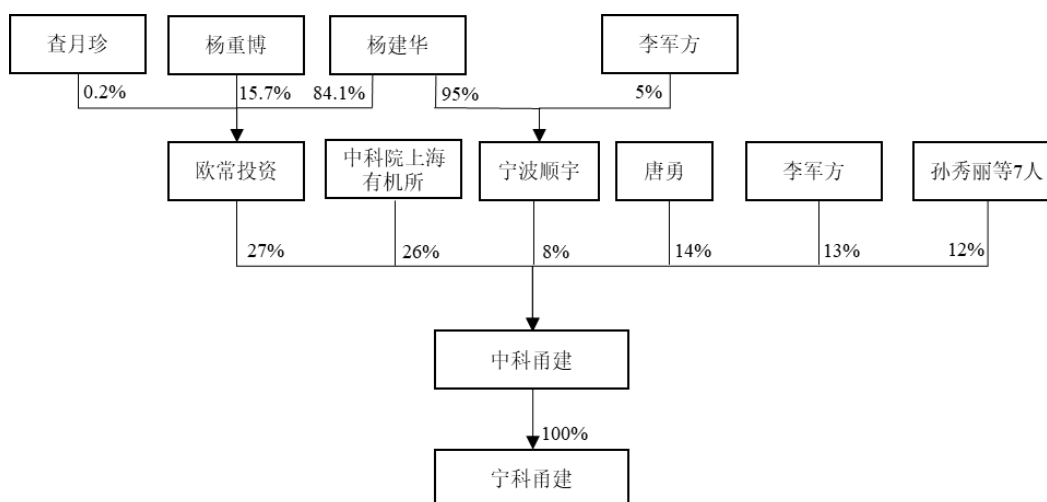 查月珍
杨重博
杨建华
李军方
0.2%
15.7%
84.1%
95%
5%
欧常投资
中科院上海
有机所
宁波顺宇
唐勇
李军方
孙秀丽等7人
27%
26%
8%
14%
13%
12%
中科甬建
100%
宁科甬建